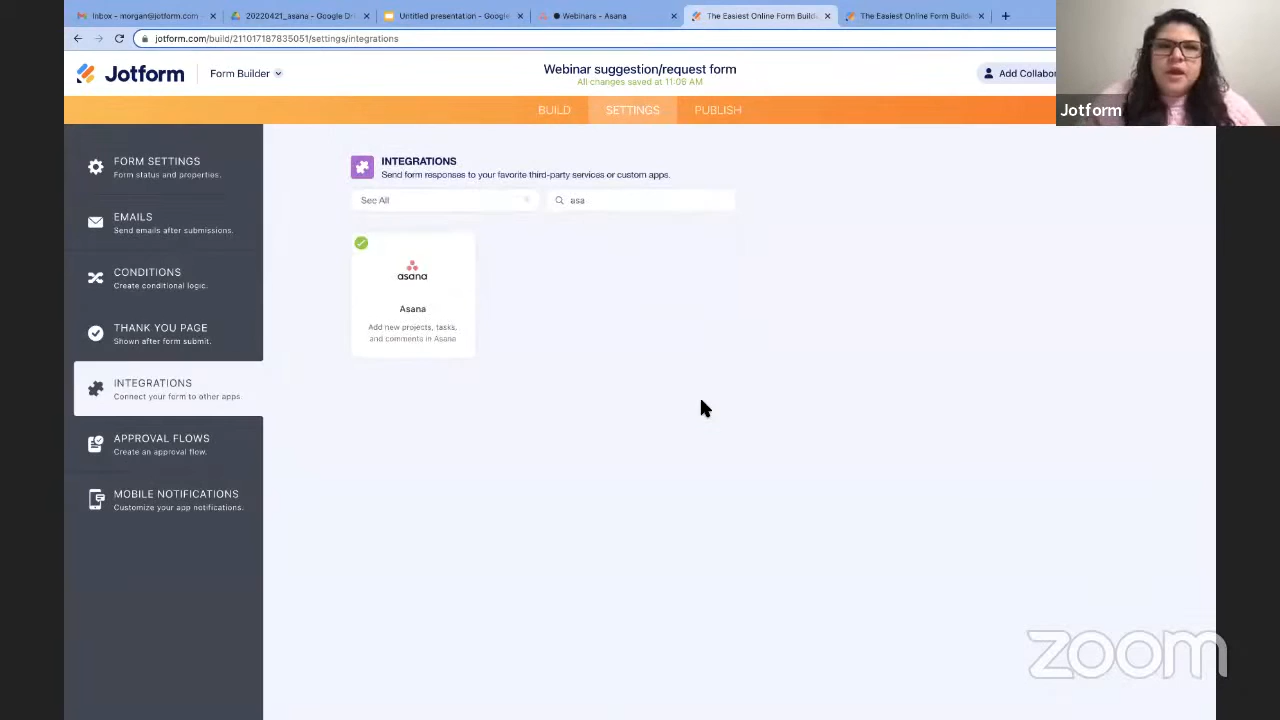 Inbox - morgan@jotform.com
20220421_asana - Google Dri
Untitled presentation - Google
Webinars - Asana
The Easiest Online Form Builde
The Easiest Online Form Builde
jotform.com/build/211017187835051/settings/integrations
Jotform
Form Builder
Webinar suggestion/request form
All changes saved at 11:06 AM
Add Collabor
Jotform
BUILD
SETTINGS
PUBLISH
FORM SETTINGS
Form status and properties.
EMAILS
Send emails after submissions.
CONDITIONS
Create conditional logic.
THANK YOU PAGE
Shown after form submit.
INTEGRATIONS
Connect your form to other apps.
APPROVAL FLOWS
Create an approval flow.
MOBILE NOTIFICATIONS
Customize your app notifications.
INTEGRATIONS
Send form responses to your favorite third-party services or custom apps.
See All
asa
asana
Asana
Add new projects, tasks,
and comments in Asana
zoom